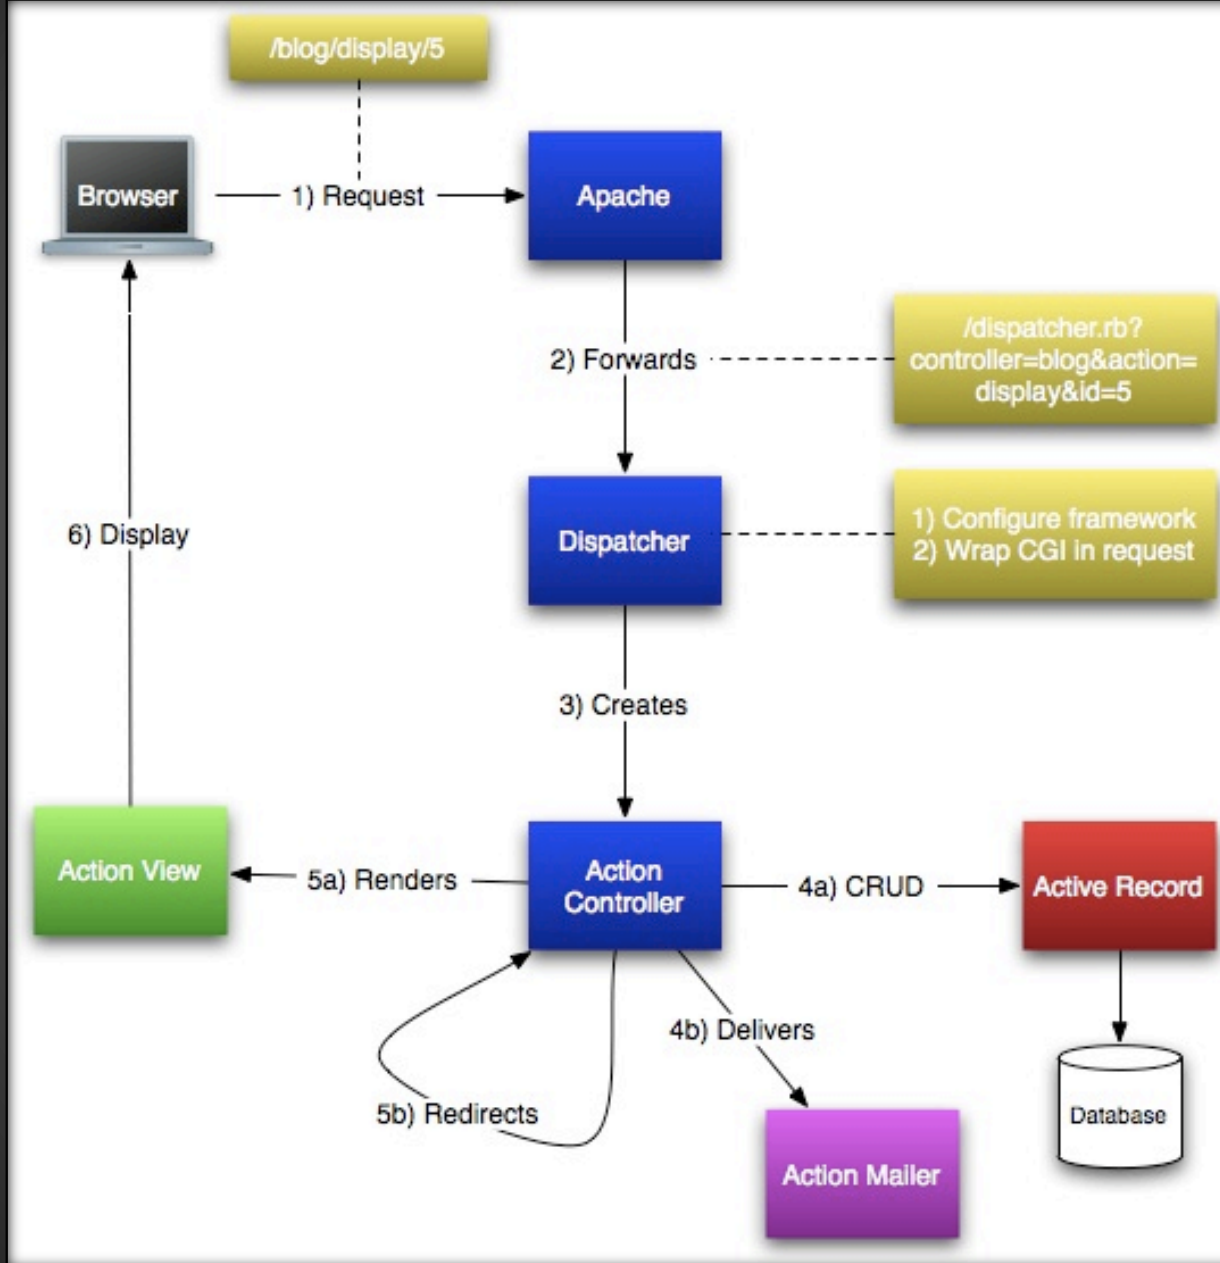 /blog/display/5
Browser
1) Request
Apache
2) Forwards
/dispatcher.rb?
controller=blog&action=
display&id=5
Dispatcher
1) Configure framework
2) Wrap CGI in request
6) Display
3) Creates
Action View
5a) Renders
Action
Controller
4a) CRUD
Active Record
4b) Delivers
5b) Redirects
Database
Action Mailer